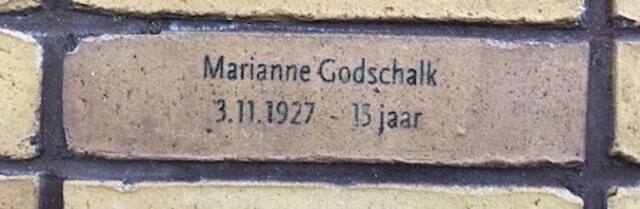 Marianne Godschalk
3.11.1927 - 15 jaar